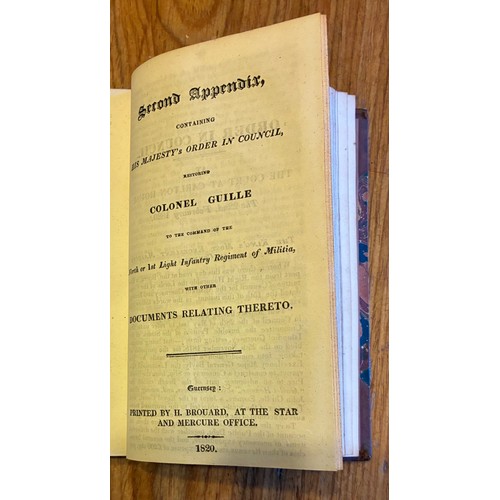 Second Appendix,
CONTAINING
HIS MAJESTY's ORDER IN COUNCIL,
RESTORING
COLONEL GUILLE
TO THE COMMAND OF THE
North or 1st Light Infantry Regiment of Militia,
WITH OTHER
DOCUMENTS RELATING THERETO.
Guernsey:
PRINTED BY H. BROUARD, AT THE STAR
AND MERCURE OFFICE,
1820.